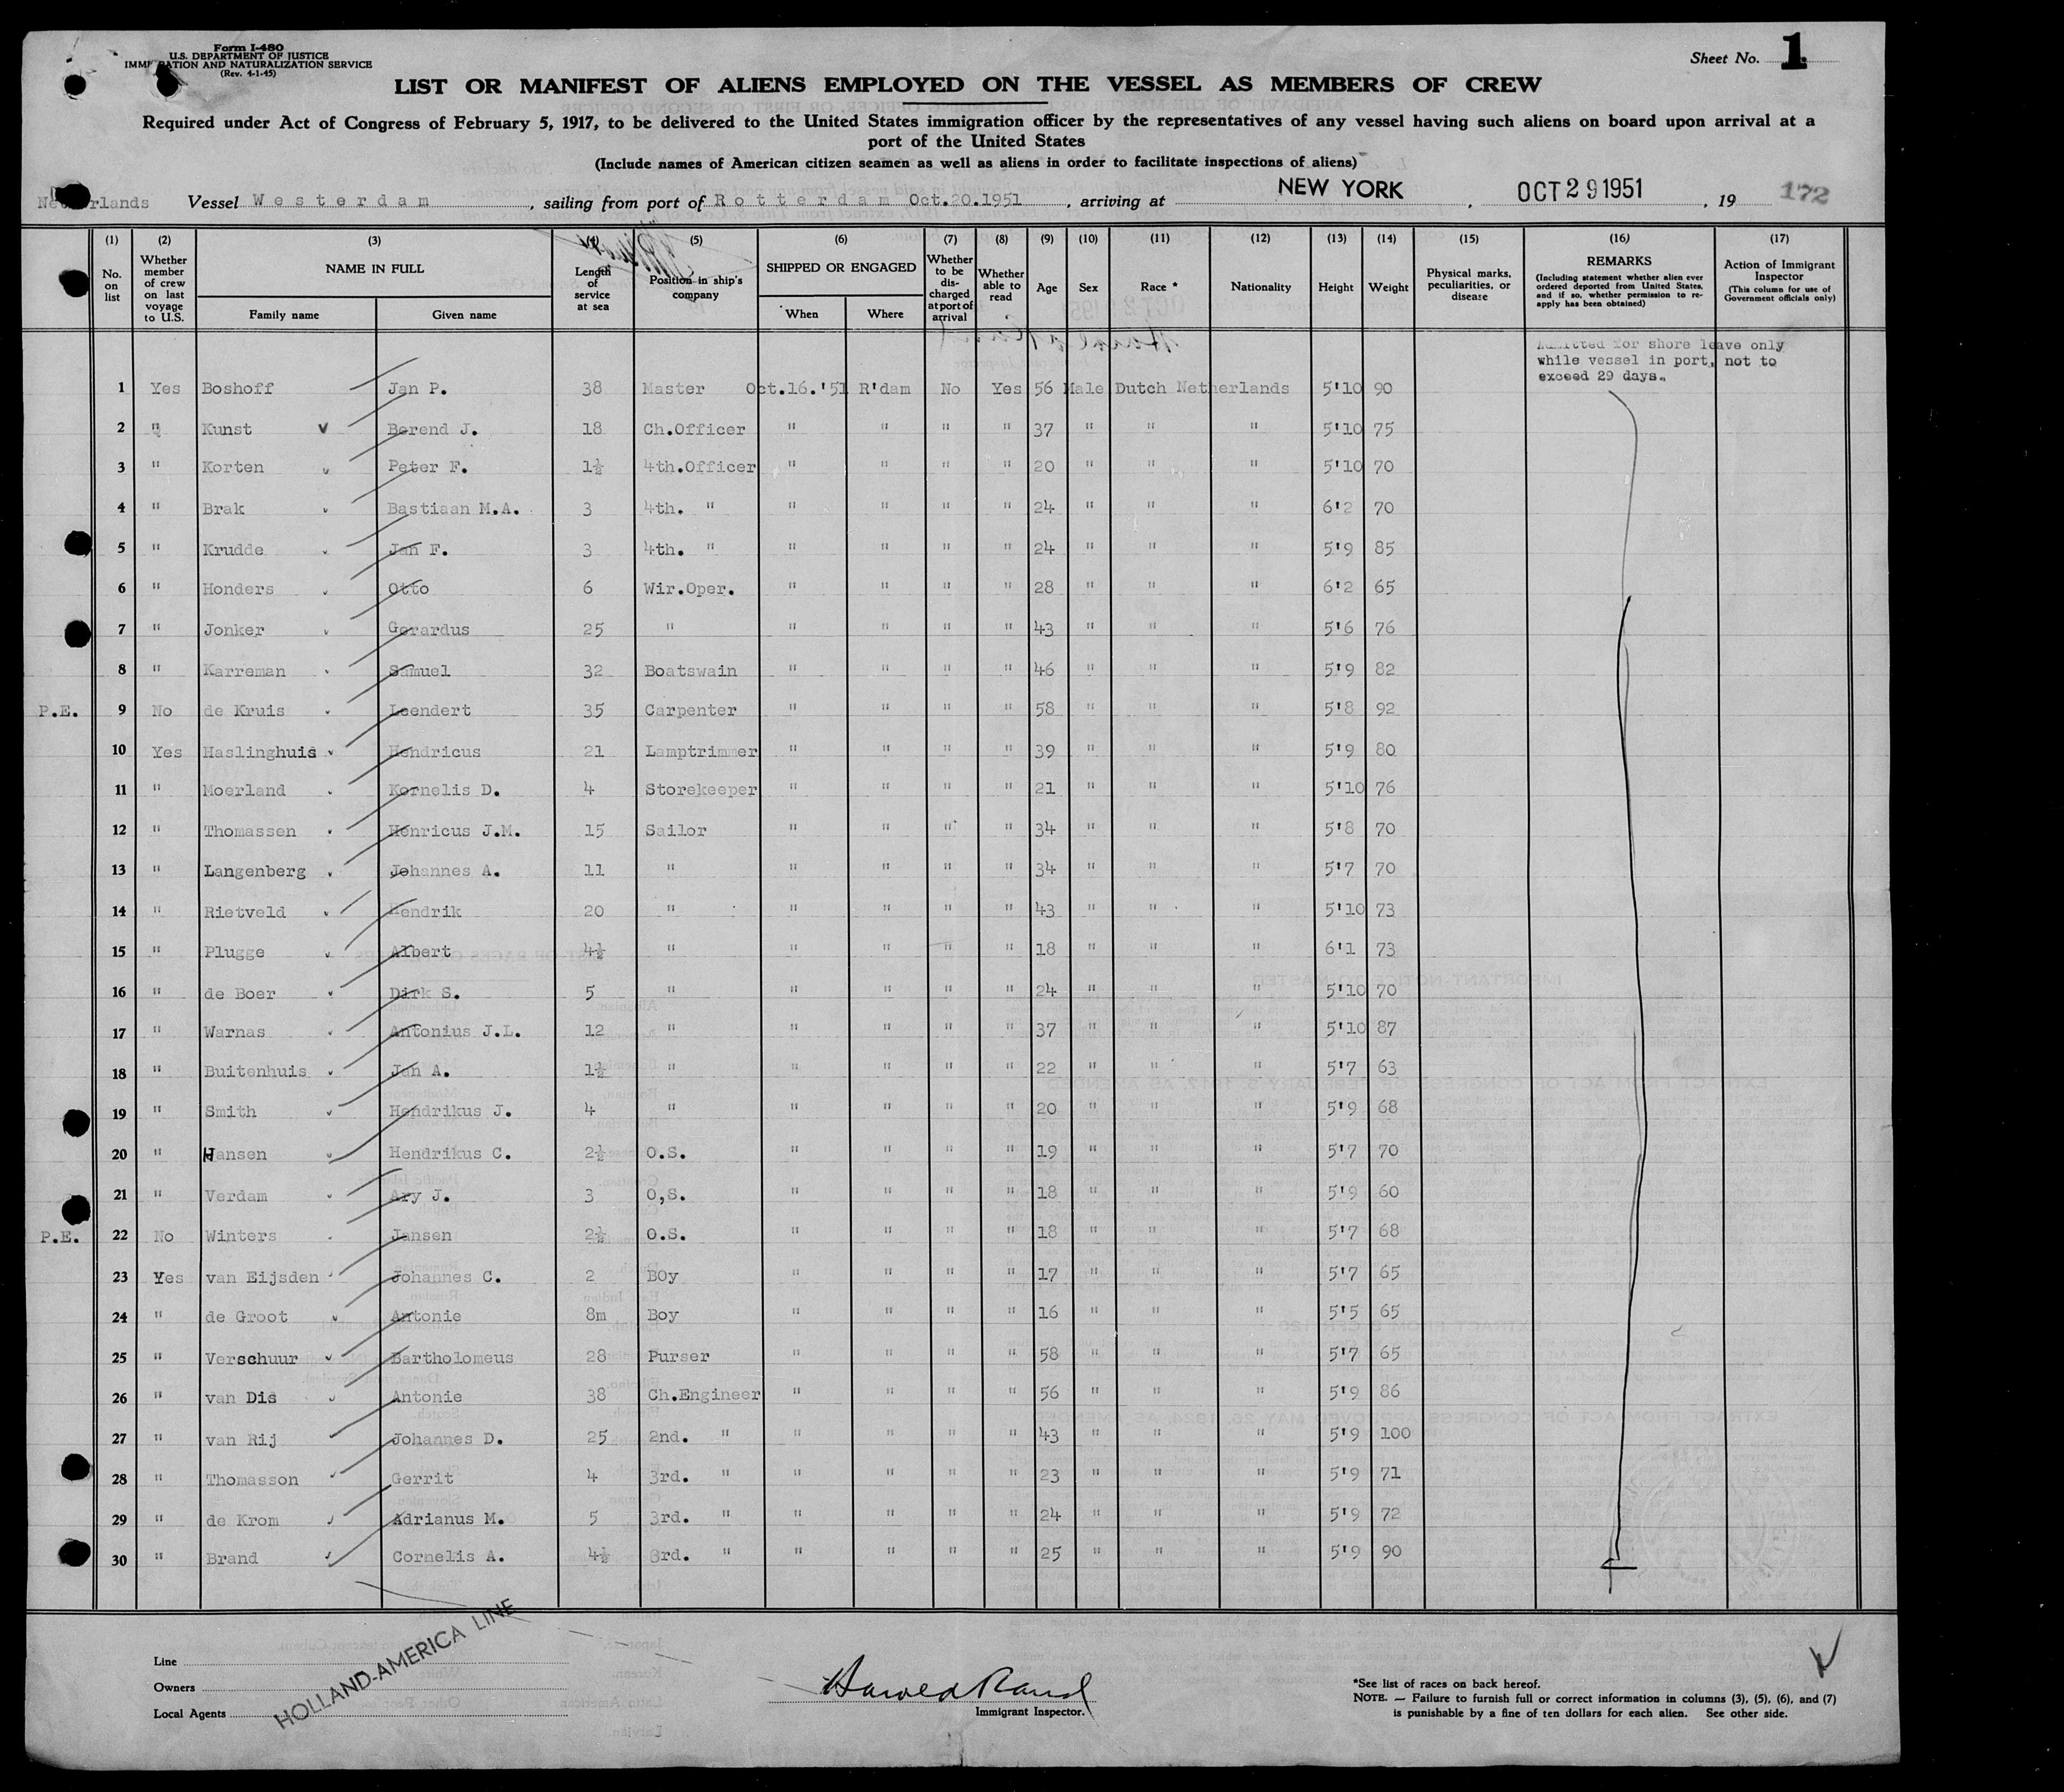 Form I-480
U.S. DEPARTMENT OF JUSTICE
IMMIGRATION AND NATURALIZATION SERVICE
(Rev. 4-1-45)
Sheet No. 1
LIST OR MANIFEST OF ALIENS EMPLOYED ON THE VESSEL AS MEMBERS OF CREW
Required under Act of Congress of February 5, 1917, to be delivered to the United States immigration officer by the representatives of any vessel having such aliens on board upon arrival at a
port of the United States
(Include names of American citizen seamen as well as aliens in order to facilitate inspections of aliens)
Netherlands Vessel Westerdam, sailing from port of Rotterdam Oct.20.1951, arriving at NEW YORK, OCT 29 1951, 19 172
(1) No. on list (2) Whether member of crew on last voyage to U.S. (3) NAME IN FULL Family name Given name (4) Length of service at sea (5) Position in ship's company (6) SHIPPED OR ENGAGED When Where (7) Whether to be discharged at port of arrival (8) Whether able to read (9) Age (10) Sex (11) Race * (12) Nationality (13) Height (14) Weight (15) Physical marks, peculiarities, or disease (16) REMARKS (Including statement whether alien ever ordered deported from United States, and if so, whether permission to re-apply has been obtained) (17) Action of Immigrant Inspector (This column for use of Government officials only)
Admitted for shore leave only
while vessel in port, not to
exceed 29 days.
1 Yes Boshoff Jan P. 38 Master Oct.16.'51 R'dam No Yes 56 Male Dutch Netherlands 5'10 90
2 " Kunst Berend J. 18 Ch.Officer " " " " 37 " " " 5'10 75
3 " Korten Peter F. 1½ 4th.Officer " " " " 20 " " " 5'10 70
4 " Brak Bastiaan M.A. 3 4th. " " " " " 24 " " " 6'2 70
5 " Krudde Jan F. 3 4th. " " " " " 24 " " " 5'9 85
6 " Honders Otto 6 Wir.Oper. " " " " 28 " " " 6'2 65
7 " Jonker Gerardus 25 " " " " " 43 " " " 5'6 76
8 " Karreman Samuel 32 Boatswain " " " " 46 " " " 5'9 82
P.E. 9 No de Kruis Leendert 35 Carpenter " " " " 58 " " " 5'8 92
10 Yes Haslinghuis Hendricus 21 Lamptrimmer " " " " 39 " " " 5'9 80
11 " Moerland Kornelis D. 4 Storekeeper " " " " 21 " " " 5'10 76
12 " Thomassen Henricus J.M. 15 Sailor " " " " 34 " " " 5'8 70
13 " Langenberg Johannes A. 11 " " " " " 34 " " " 5'7 70
14 " Rietveld Hendrik 20 " " " " " 43 " " " 5'10 73
15 " Plugge Albert 4½ " " " " " 18 " " " 6'1 73
16 " de Boer Dirk S. 5 " " " " " 24 " " " 5'10 70
17 " Warnas Antonius J.L. 12 " " " " " 37 " " " 5'10 87
18 " Buitenhuis Jan A. 1½ " " " " " 22 " " " 5'7 63
19 " Smith Hendrikus J. 4 " " " " " 20 " " " 5'9 68
20 " Hansen Hendrikus C. 2½ O.S. " " " " 19 " " " 5'7 70
21 " Verdam Ary J. 3 O,S. " " " " 18 " " " 5'9 60
P.E. 22 No Winters Jansen 2½ O.S. " " " " 18 " " " 5'7 68
23 Yes van Eijsden Johannes C. 2 BOy " " " " 17 " " " 5'7 65
24 " de Groot Antonie 8m Boy " " " " 16 " " " 5'5 65
25 " Verschuur Bartholomeus 28 Purser " " " " 58 " " " 5'7 65
26 " van Dis Antonie 38 Ch.Engineer " " " " 56 " " " 5'9 86
27 " van Rij Johannes D. 25 2nd. " " " " " 43 " " " 5'9 100
28 " Thomasson Gerrit 4 3rd. " " " " " 23 " " " 5'9 71
29 " de Krom Adrianus M. 5 3rd. " " " " " 24 " " " 5'9 72
30 " Brand Cornelis A. 4½ 3rd. " " " " " 25 " " " 5'9 90
Line
Owners
Local Agents
HOLLAND-AMERICA LINE
Harold Rand
Immigrant Inspector.
*See list of races on back hereof.
NOTE. — Failure to furnish full or correct information in columns (3), (5), (6), and (7)
is punishable by a fine of ten dollars for each alien. See other side.